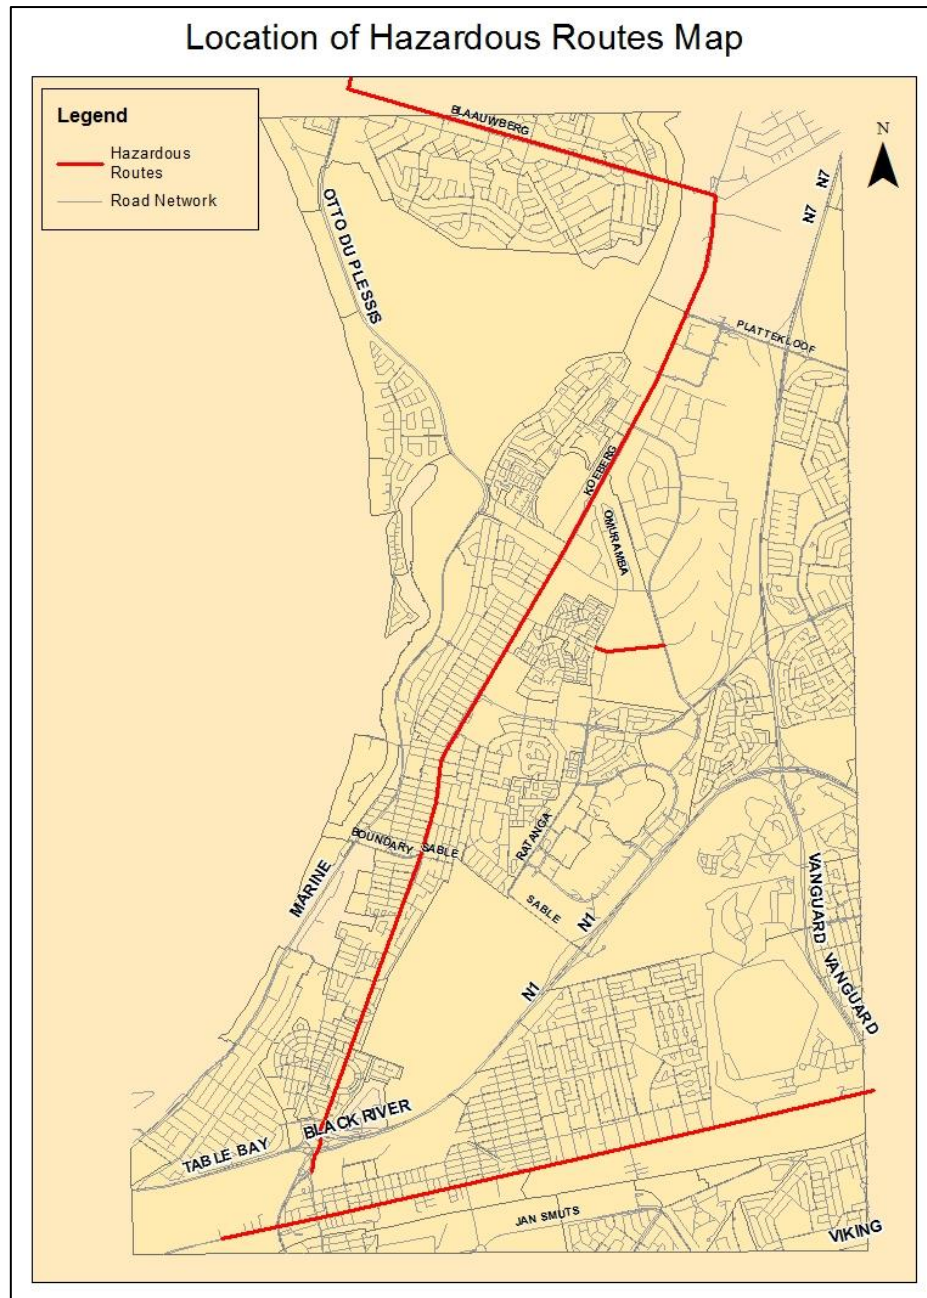 Location of Hazardous Routes Map
Legend
Hazardous
Routes
Road Network
N
BLAAUWBERG
N7
N7
OTTO DU PLESSIS
PLATTEKLOOF
KOEBERG
OMURAMBA
BOUNDARY SABLE
RATANGA
MARINE
SABLE
N1
N1
VANGUARD
VANGUARD
BLACK RIVER
TABLE BAY
JAN SMUTS
VIKING